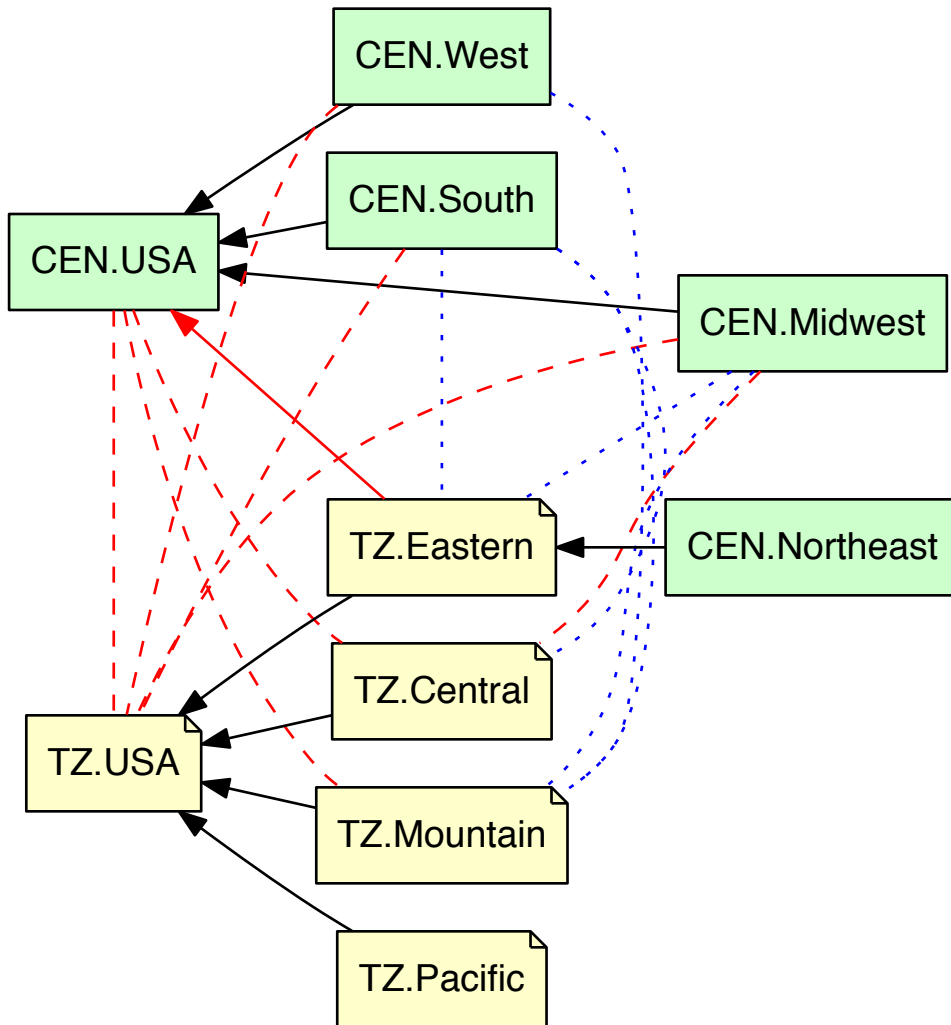 CEN.West
CEN.South
CEN.USA
CEN.Midwest
TZ.Eastern
CEN.Northeast
TZ.Central
TZ.USA
TZ.Mountain
TZ.Pacific